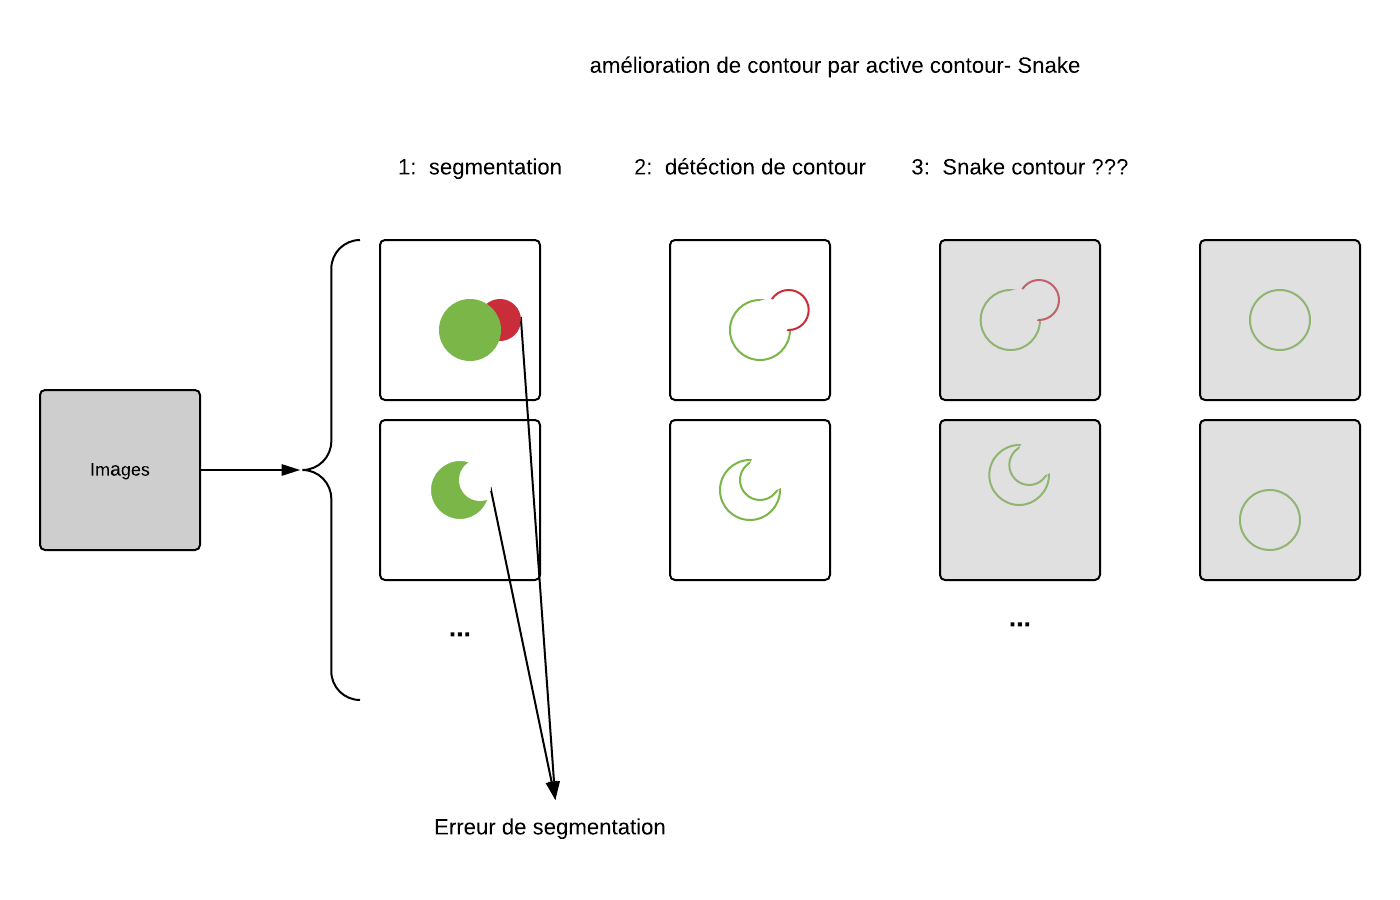 amélioration de contour par active contour- Snake
1:  segmentation
2:  détéction de contour
3:  Snake contour ???
Images
...
...
Erreur de segmentation